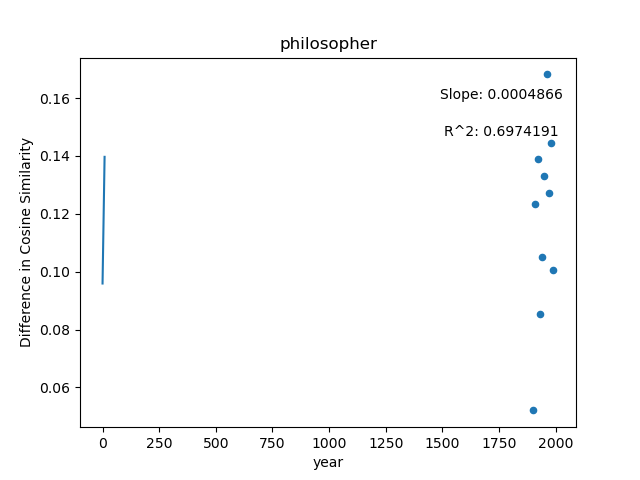 philosopher
Slope: 0.0004866
R^2: 0.6974191
Difference in Cosine Similarity
0.16
0.14
0.12
0.10
0.08
0.06
0 250 500 750 1000 1250 1500 1750 2000
year